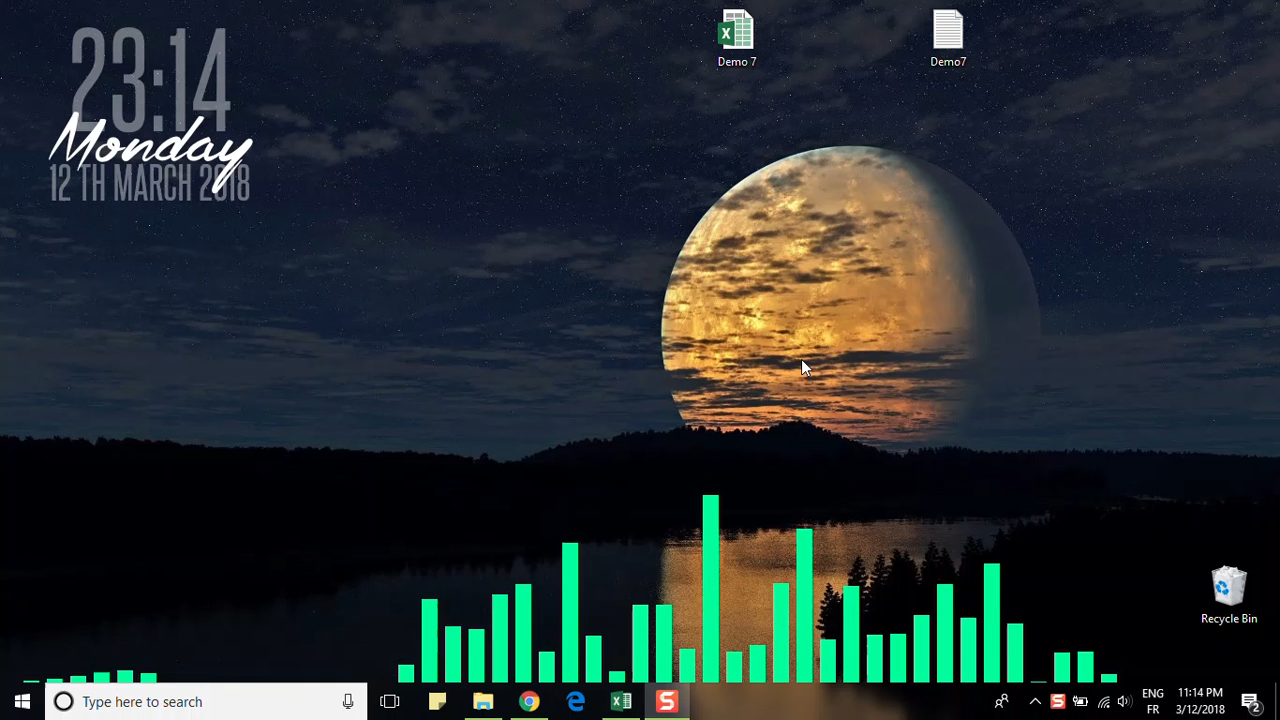 23:14
Monday
12 TH MARCH 2018
Demo 7
Demo7
Recycle Bin
Type here to search
ENG
FR
11:14 PM
3/12/2018
2